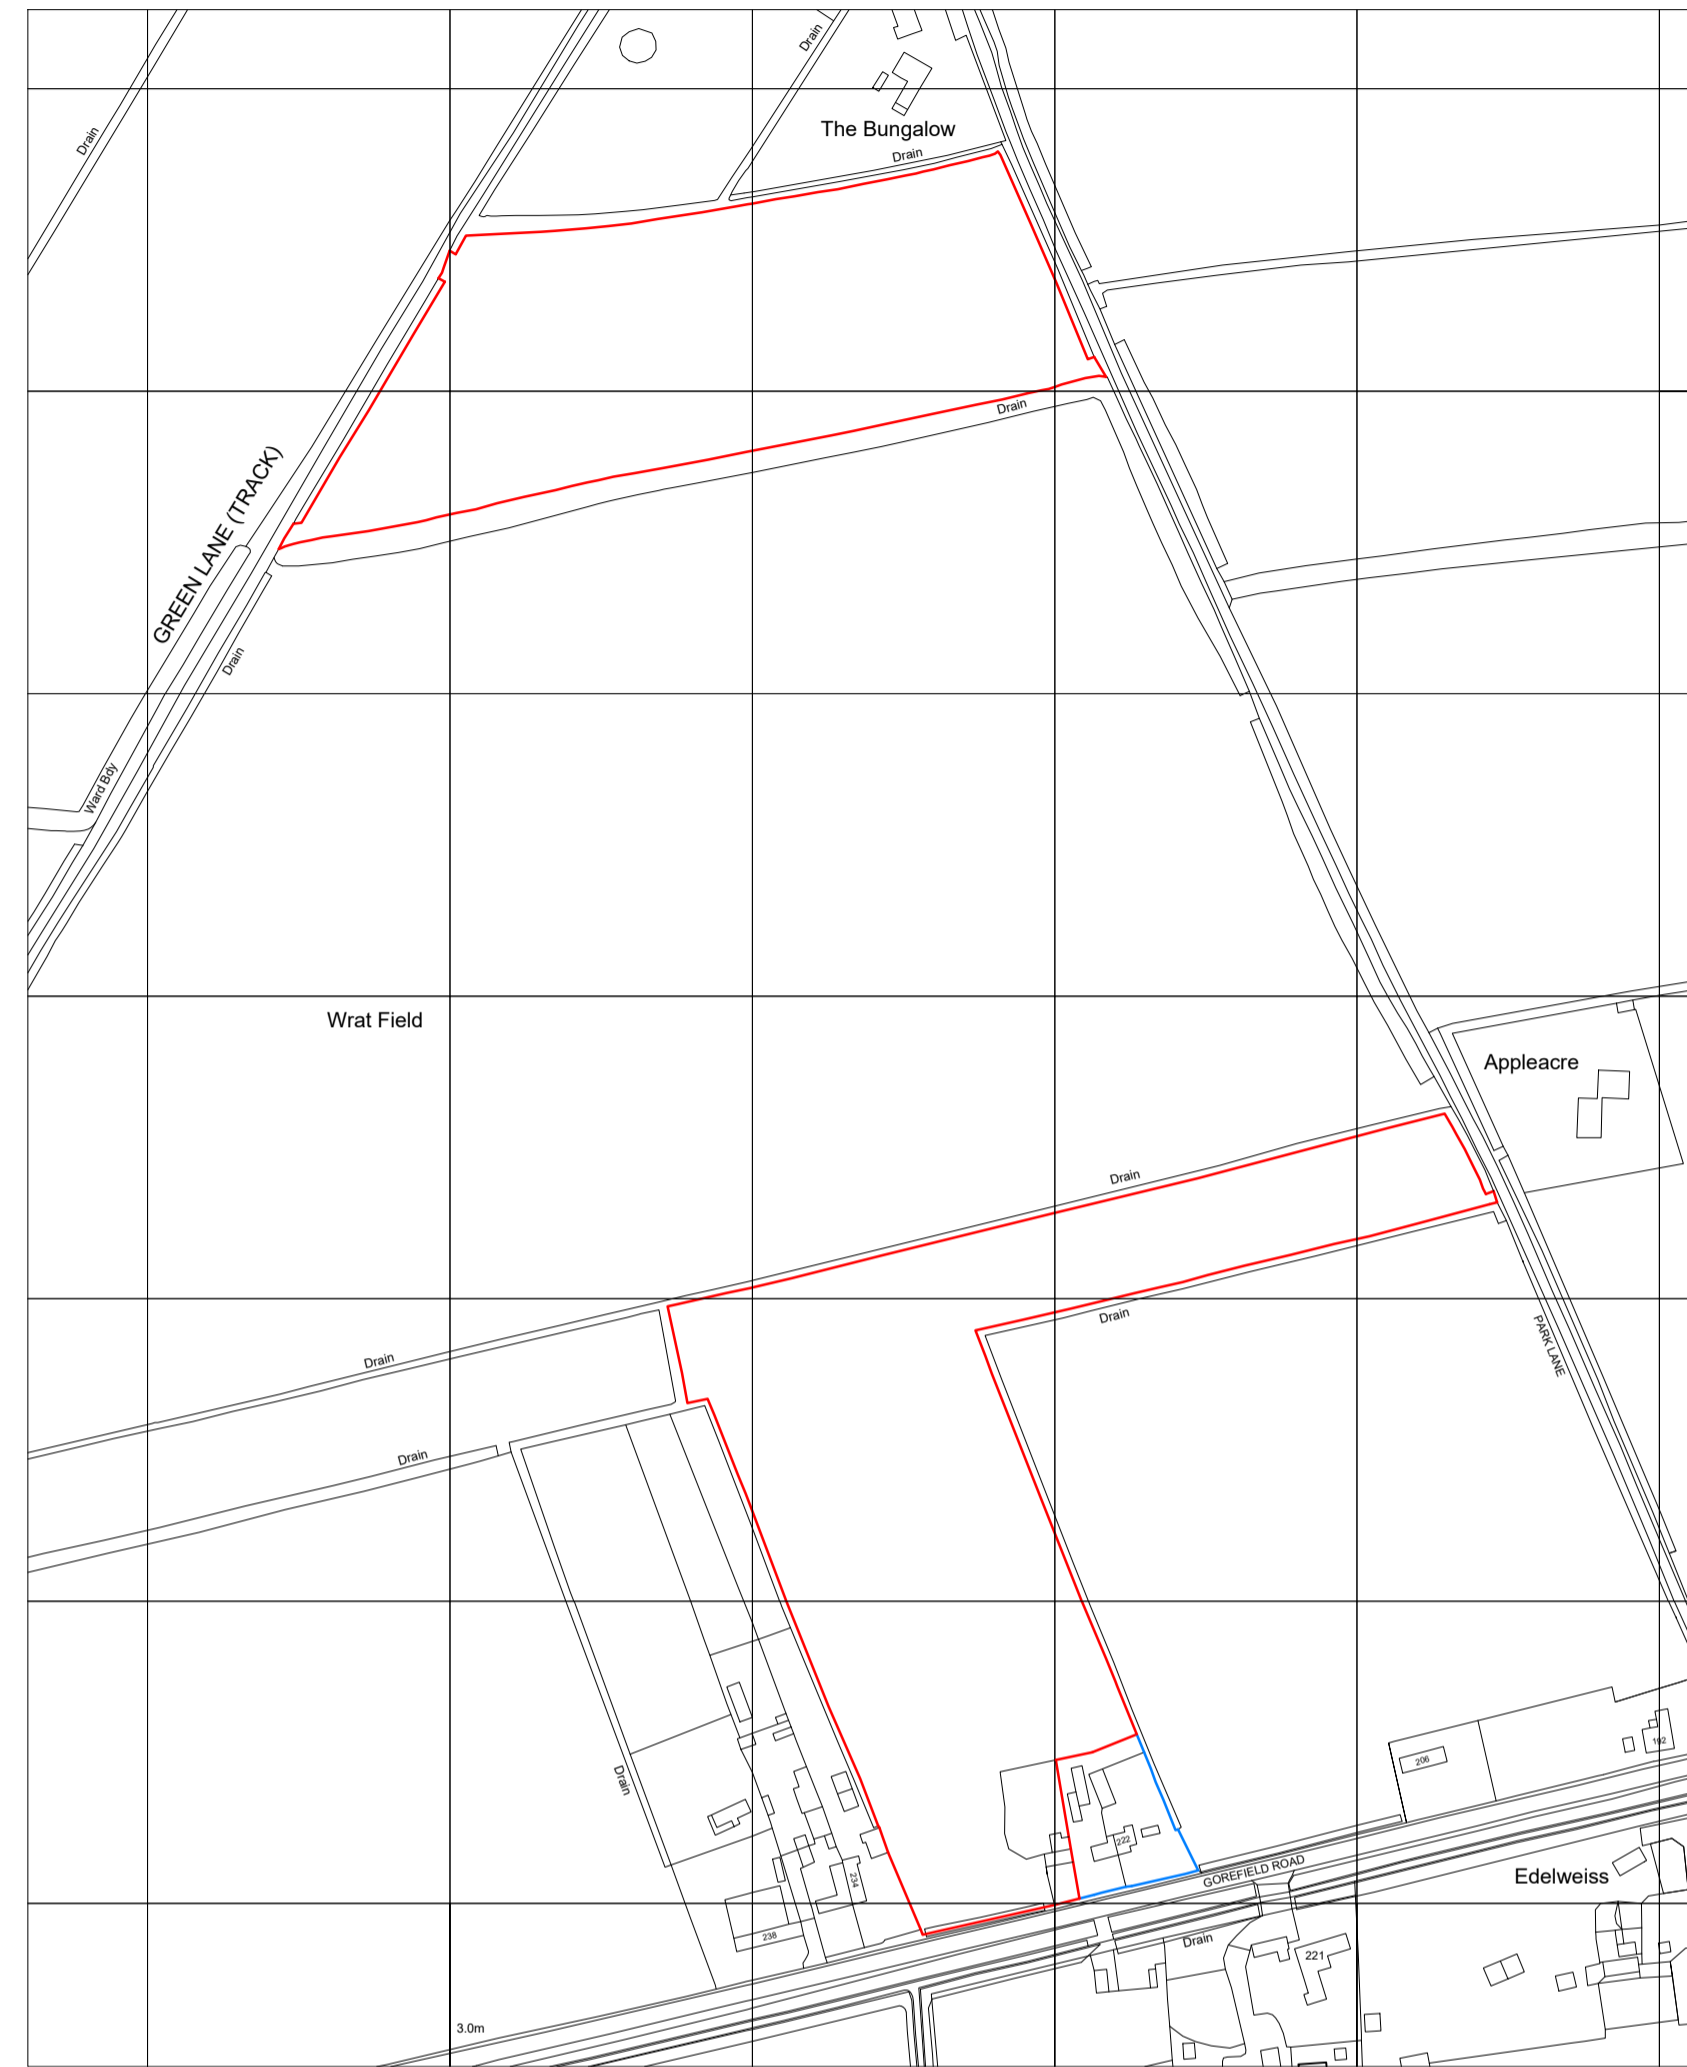 Drain
The Bungalow
Drain
Drain
Drain
GREEN LANE (TRACK)
Drain
Ward Bdy
Wrat Field
Appleacre
Drain
Drain
PARK LANE
Drain
Drain
Drain
206
192
222
234
238
GOREFIELD ROAD
Edelweiss
Drain
221
3.0m